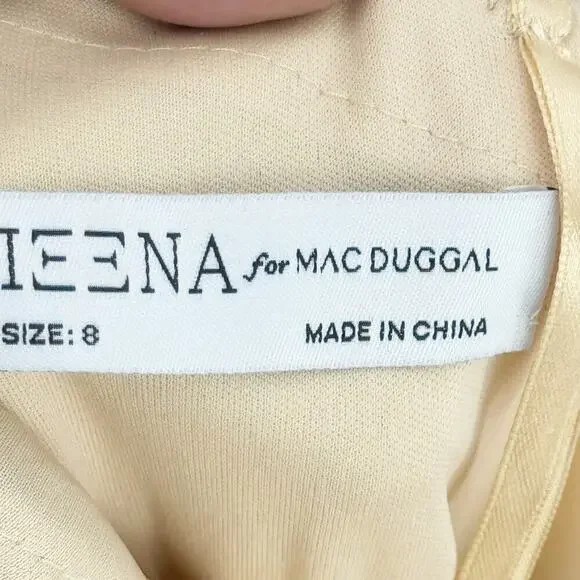 IEENA for MAC DUGGAL
SIZE: 8
MADE IN CHINA